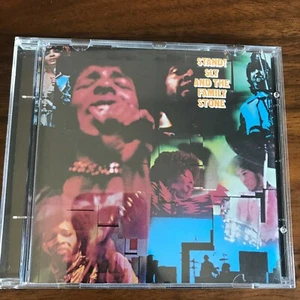 STAND!
SLY
AND THE
FAMILY
STONE